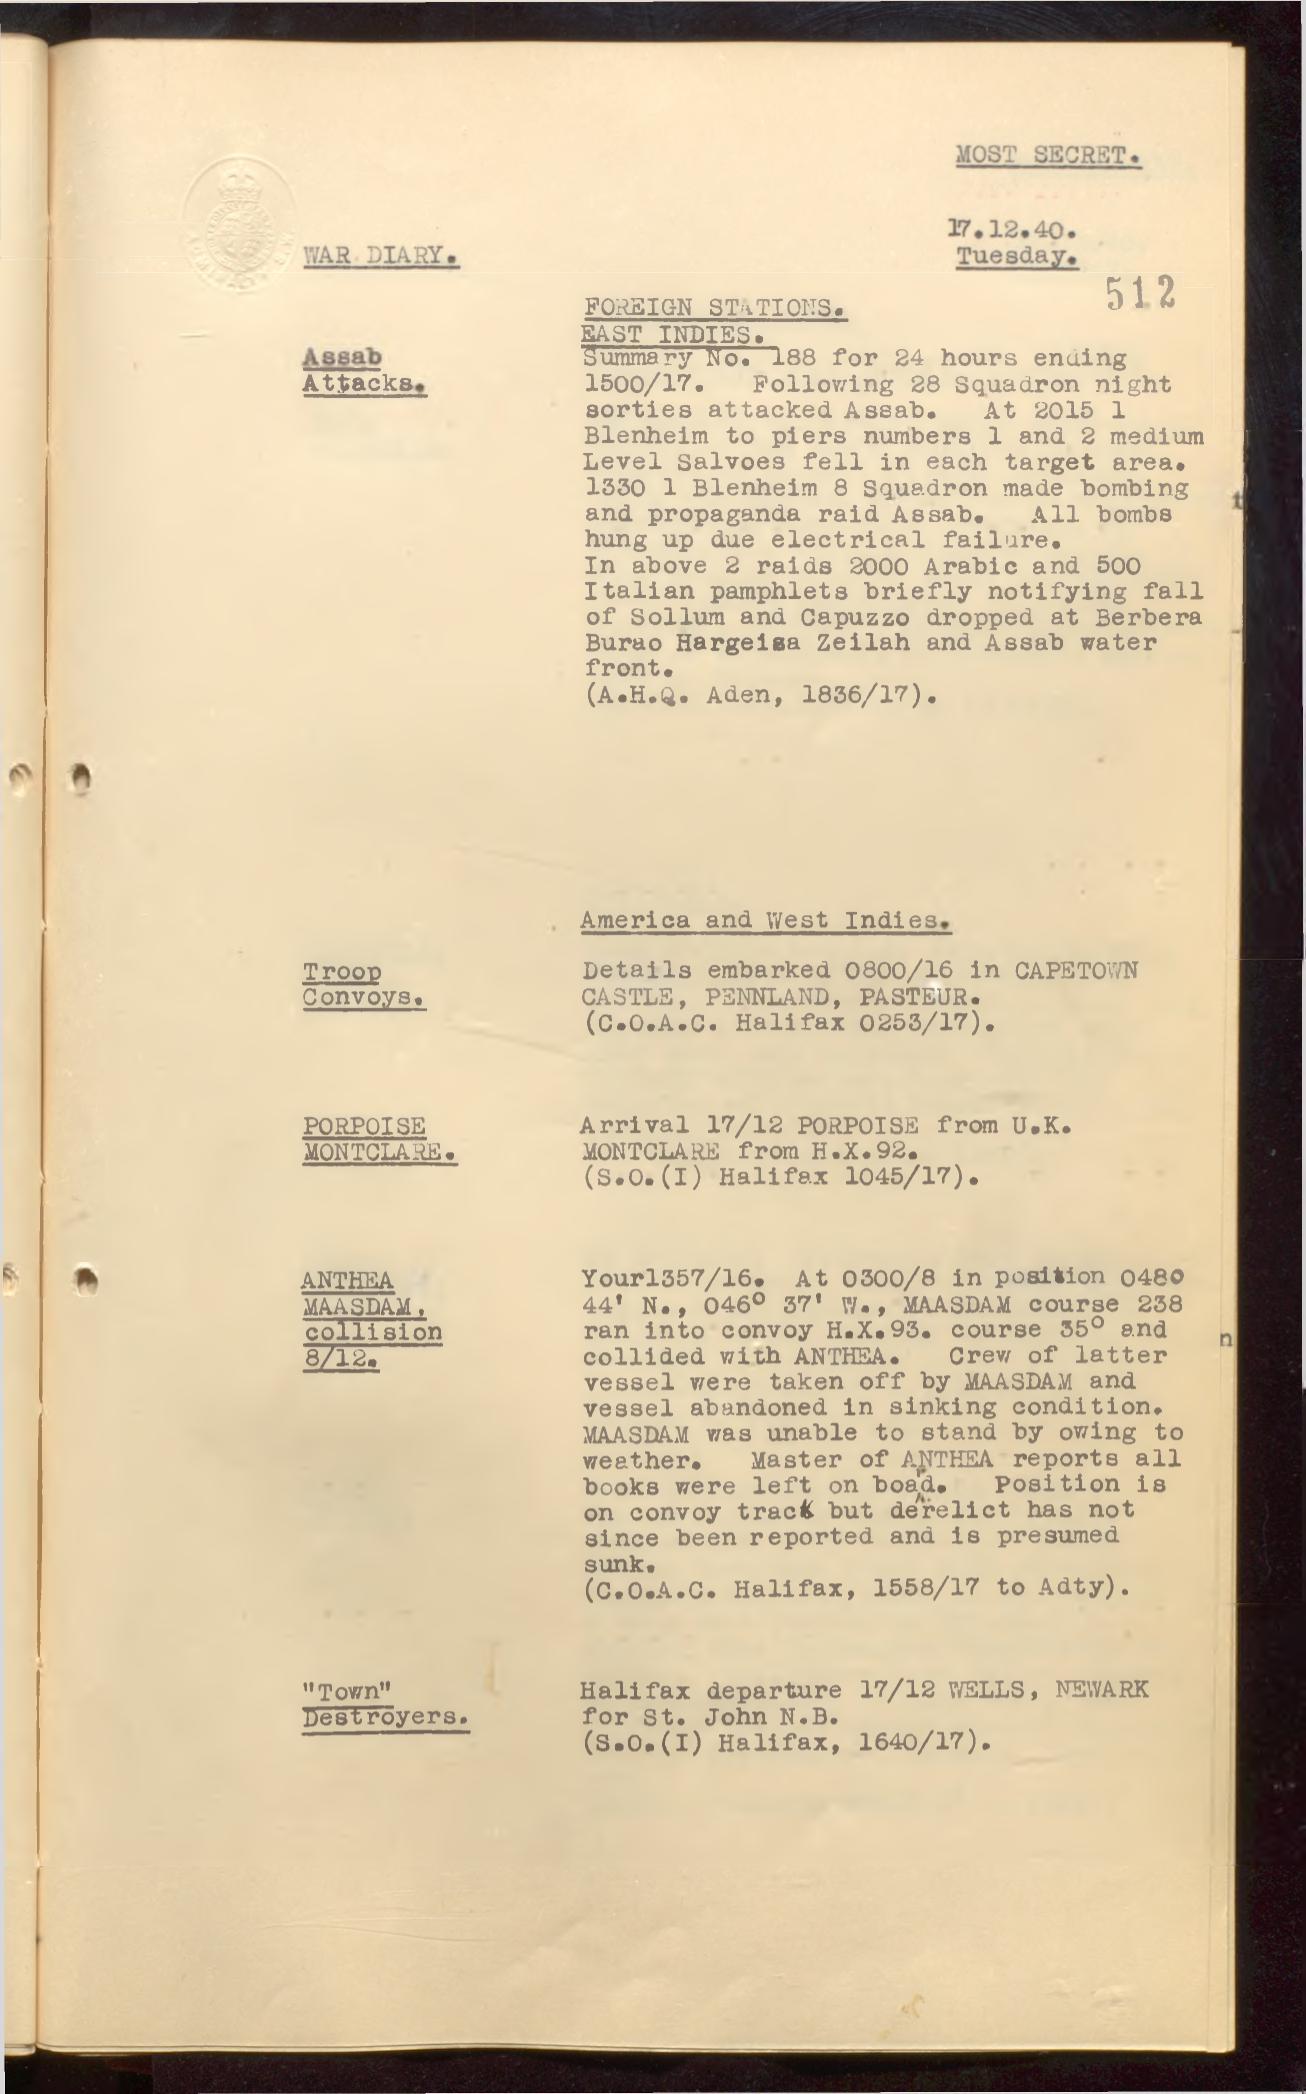 MOST SECRET.
17.12.40.
Tuesday.
WAR DIARY.
512
FOREIGN STATIONS.
EAST INDIES.
Assab
Attacks.
Summary No. 188 for 24 hours ending
1500/17. Following 28 Squadron night
sorties attacked Assab. At 2015 1
Blenheim to piers numbers 1 and 2 medium
Level Salvoes fell in each target area.
1330 1 Blenheim 8 Squadron made bombing
and propaganda raid Assab. All bombs
hung up due electrical failure.
In above 2 raids 2000 Arabic and 500
Italian pamphlets briefly notifying fall
of Sollum and Capuzzo dropped at Berbera
Burao Hargeisa Zeilah and Assab water
front.
(A.H.Q. Aden, 1836/17).
America and West Indies.
Troop
Convoys.
Details embarked 0800/16 in CAPETOWN
CASTLE, PENNLAND, PASTEUR.
(C.O.A.C. Halifax 0253/17).
PORPOISE
MONTCLARE.
Arrival 17/12 PORPOISE from U.K.
MONTCLARE from H.X.92.
(S.O.(I) Halifax 1045/17).
ANTHEA
MAASDAM,
collision
8/12.
Your1357/16. At 0300/8 in position 048o
44' N., 046o 37' W., MAASDAM course 238
ran into convoy H.X.93. course 35o and
collided with ANTHEA. Crew of latter
vessel were taken off by MAASDAM and
vessel abandoned in sinking condition.
MAASDAM was unable to stand by owing to
weather. Master of ANTHEA reports all
books were left on board. Position is
on convoy track but derelict has not
since been reported and is presumed
sunk.
(C.O.A.C. Halifax, 1558/17 to Adty).
"Town"
Destroyers.
Halifax departure 17/12 WELLS, NEWARK
for St. John N.B.
(S.O.(I) Halifax, 1640/17).